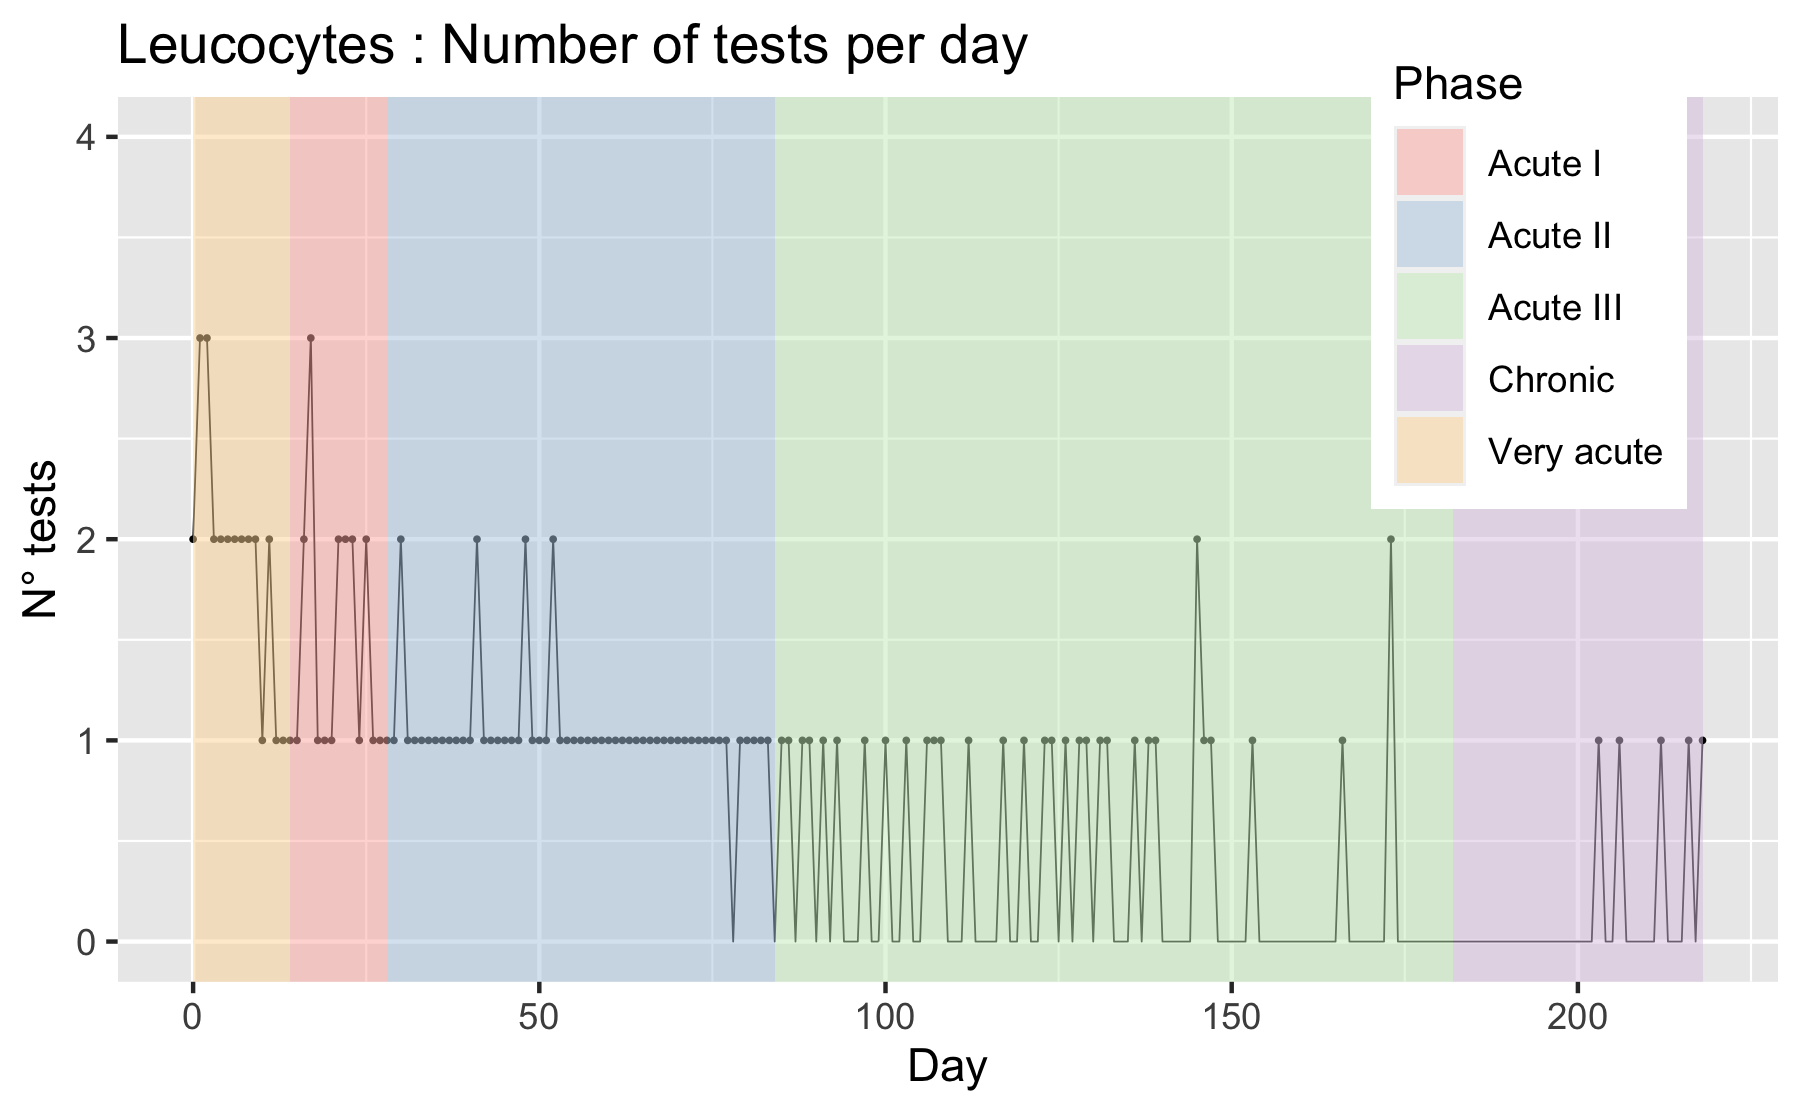 Leucocytes : Number of tests per day
Phase
Acute I
Acute II
Acute III
Chronic
Very acute
4
3
2
1
0
N° tests
0 50 100 150 200
Day